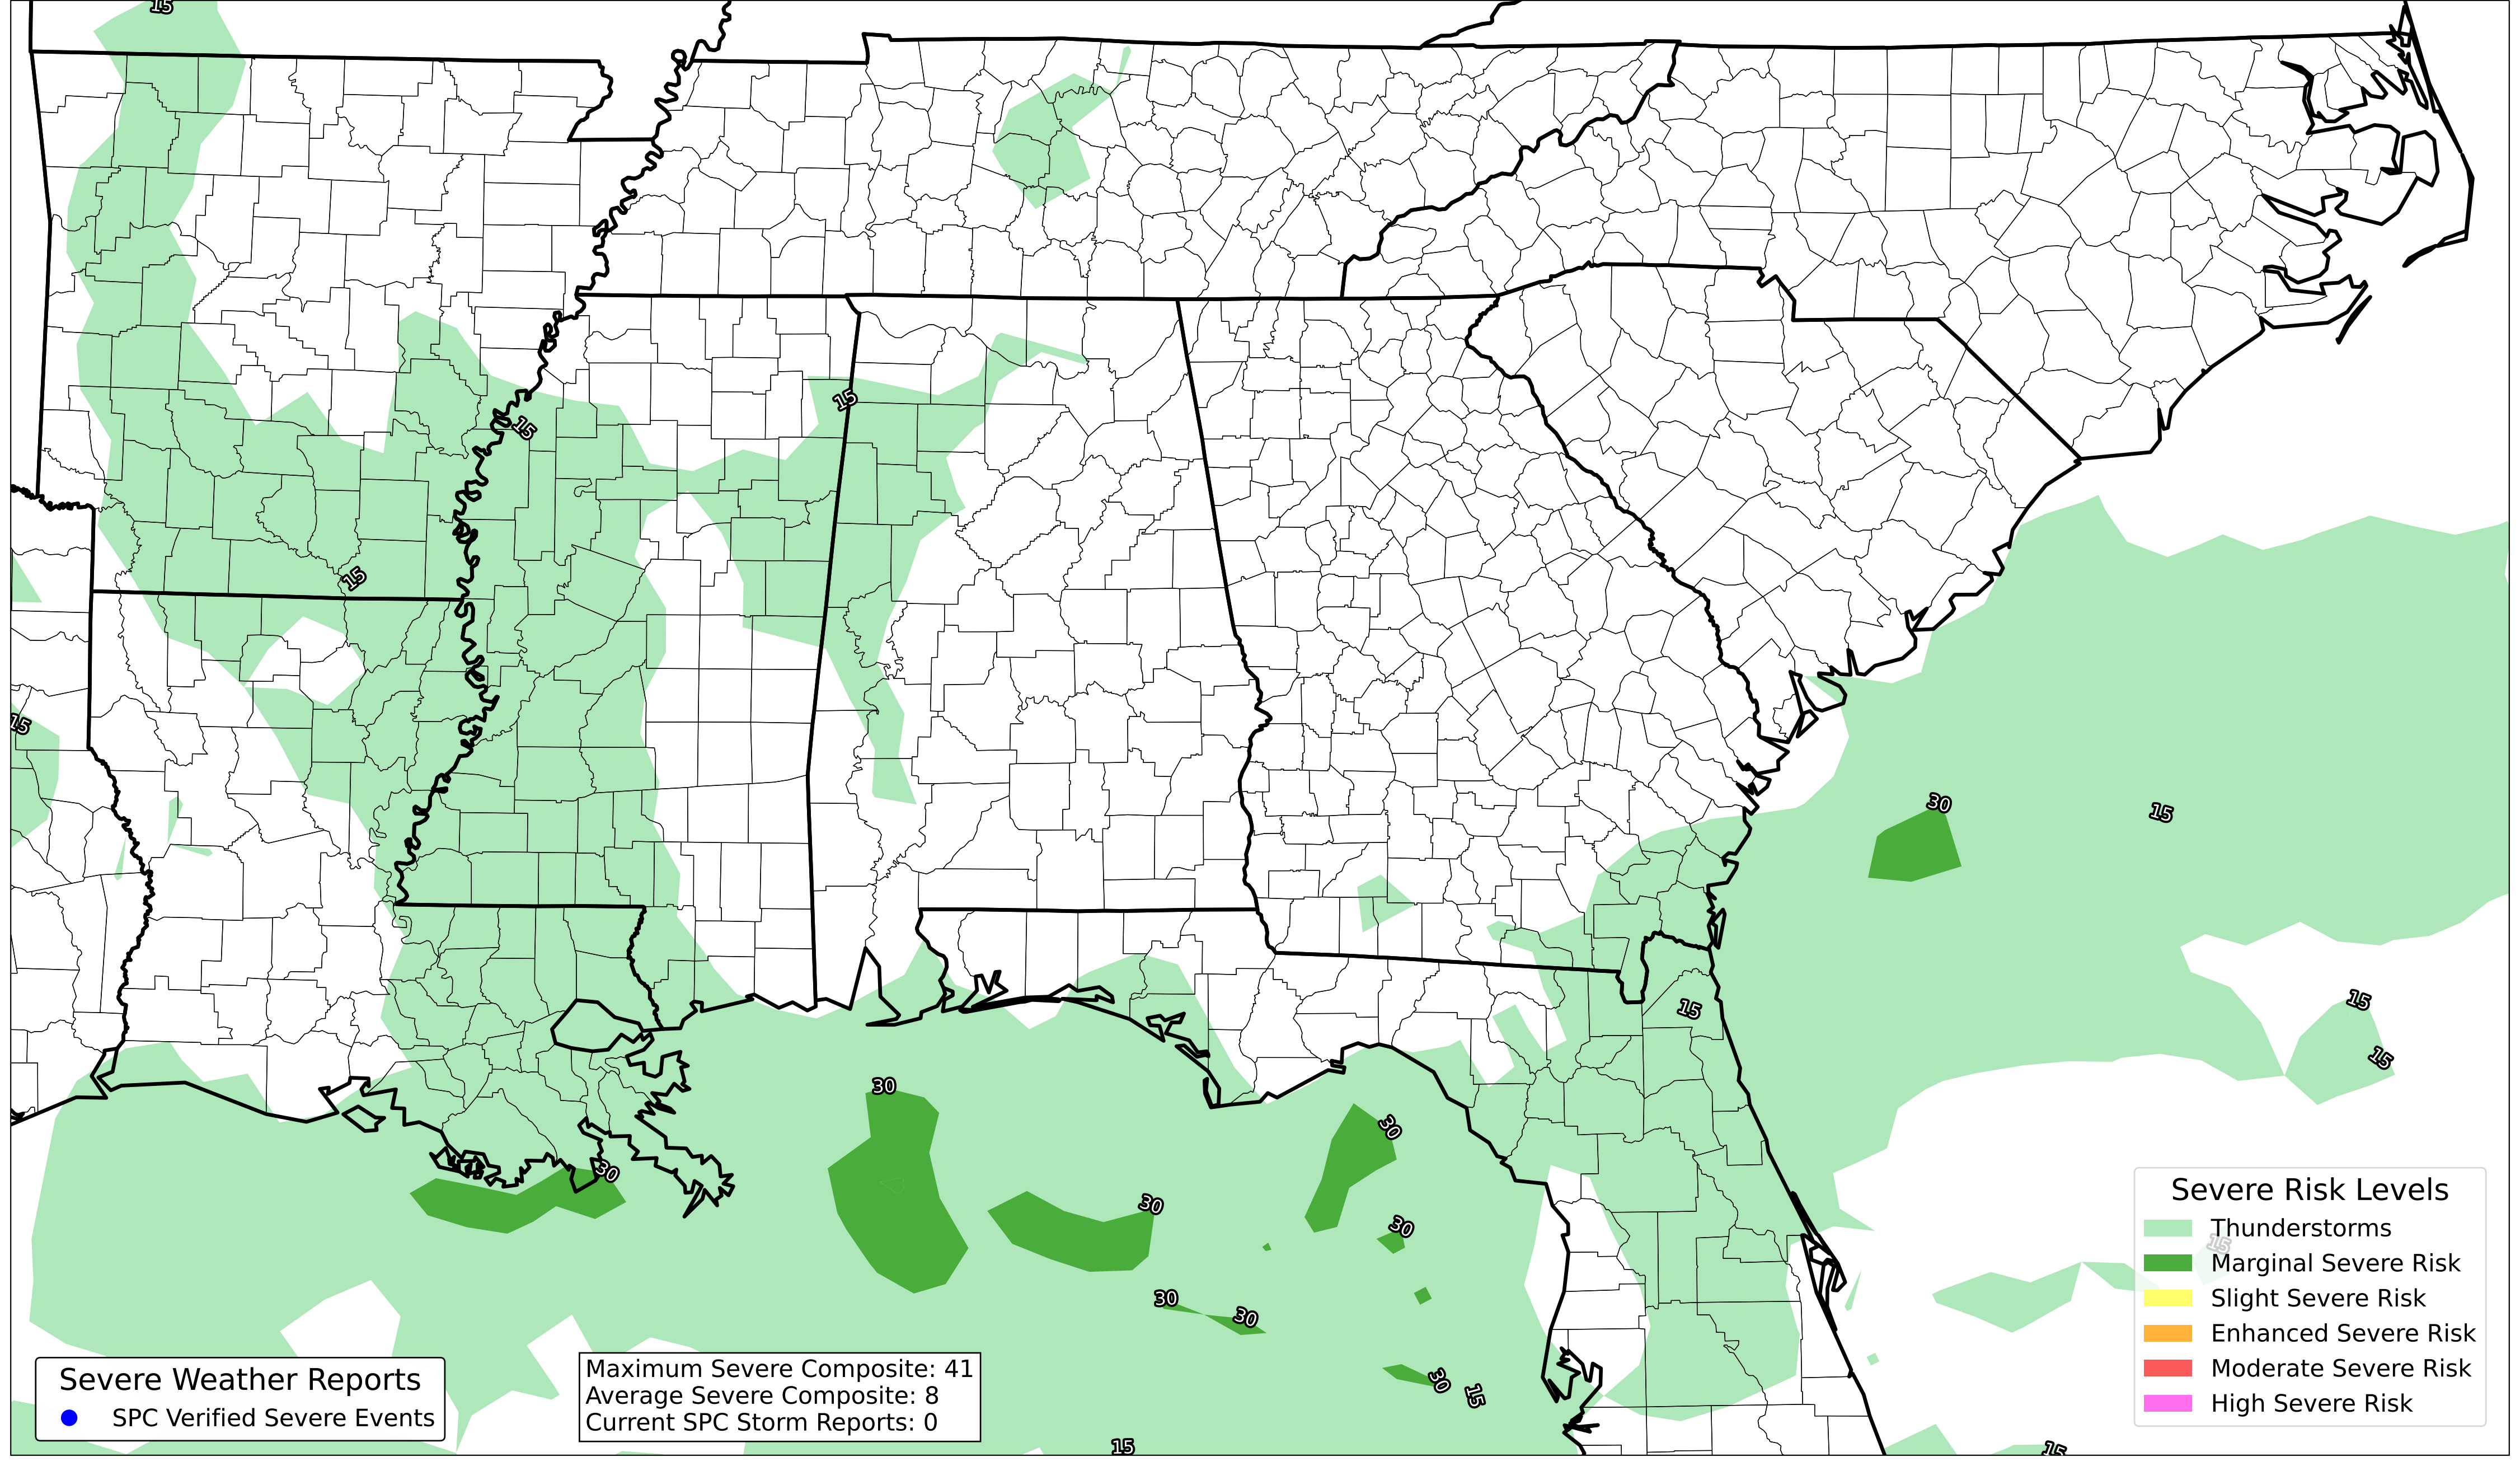 15
15
15
15
15
30
15
15
15
15
30
30
30
30
30
15
30
30
30
15
15
15
Severe Risk Levels
Thunderstorms
Marginal Severe Risk
Slight Severe Risk
Enhanced Severe Risk
Moderate Severe Risk
High Severe Risk
Severe Weather Reports
SPC Verified Severe Events
Maximum Severe Composite: 41
Average Severe Composite: 8
Current SPC Storm Reports: 0